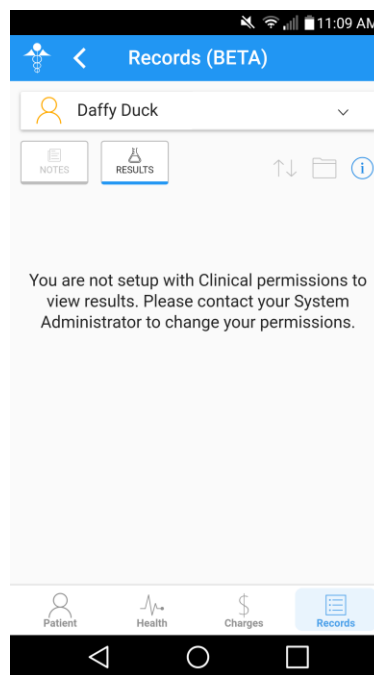 11:09 AM
Records (BETA)
Daffy Duck
NOTES
RESULTS
You are not setup with Clinical permissions to
view results. Please contact your System
Administrator to change your permissions.
Patient
Health
Charges
Records